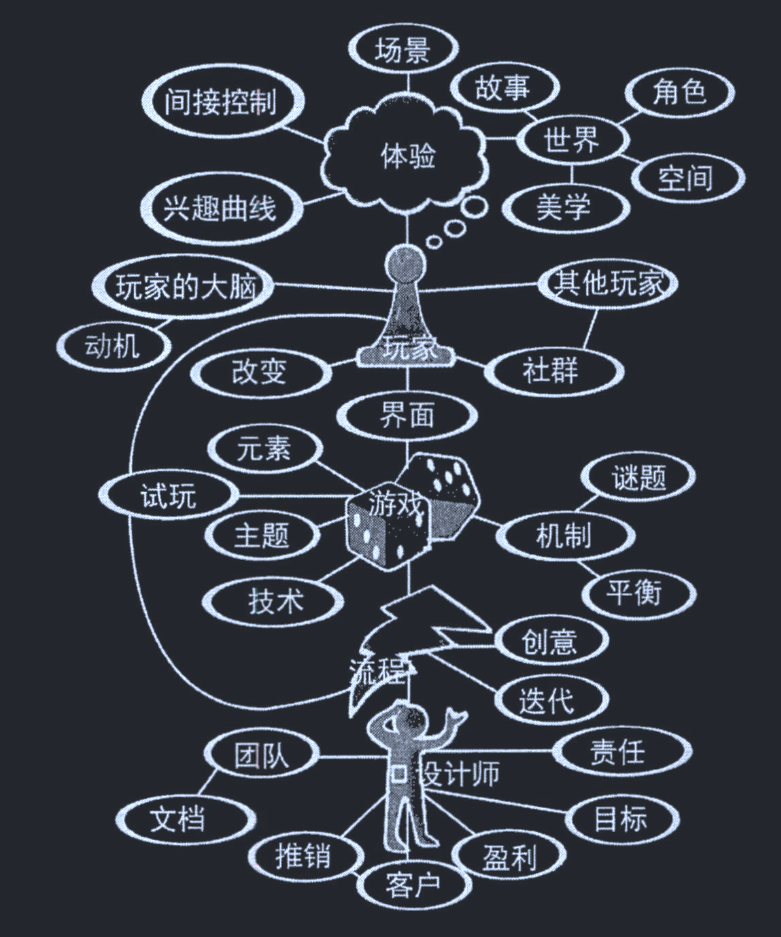 场景
故事
角色
间接控制
体验
世界
空间
兴趣曲线
美学
玩家的大脑
其他玩家
动机
玩家
改变
社群
界面
元素
谜题
试玩
游戏
主题
机制
技术
平衡
创意
流程
迭代
团队
责任
设计师
文档
目标
推销
盈利
客户